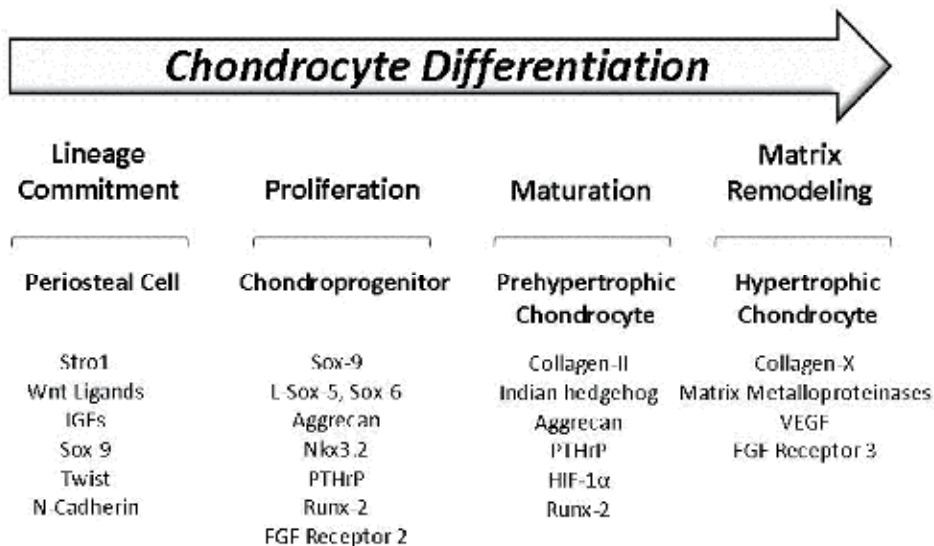 Chondrocyte Differentiation
Lineage
Commitment
Proliferation
Maturation
Matrix
Remodeling
Periosteal Cell
Chondroprogenitor
Prehypertrophic
Chondrocyte
Hypertrophic
Chondrocyte
Stro1
Wnt Ligands
IGFs
Sox 9
Twist
N-Cadherin
Sox-9
L-Sox-5, Sox-6
Aggrecan
Nkx3.2
PTHrP
Runx-2
FGF Receptor 2
Collagen-II
Indian hedgehog
Aggrecan
PTHrP
HIF-1α
Runx-2
Collagen-X
Matrix Metalloproteinases
VEGF
FGF Receptor 3